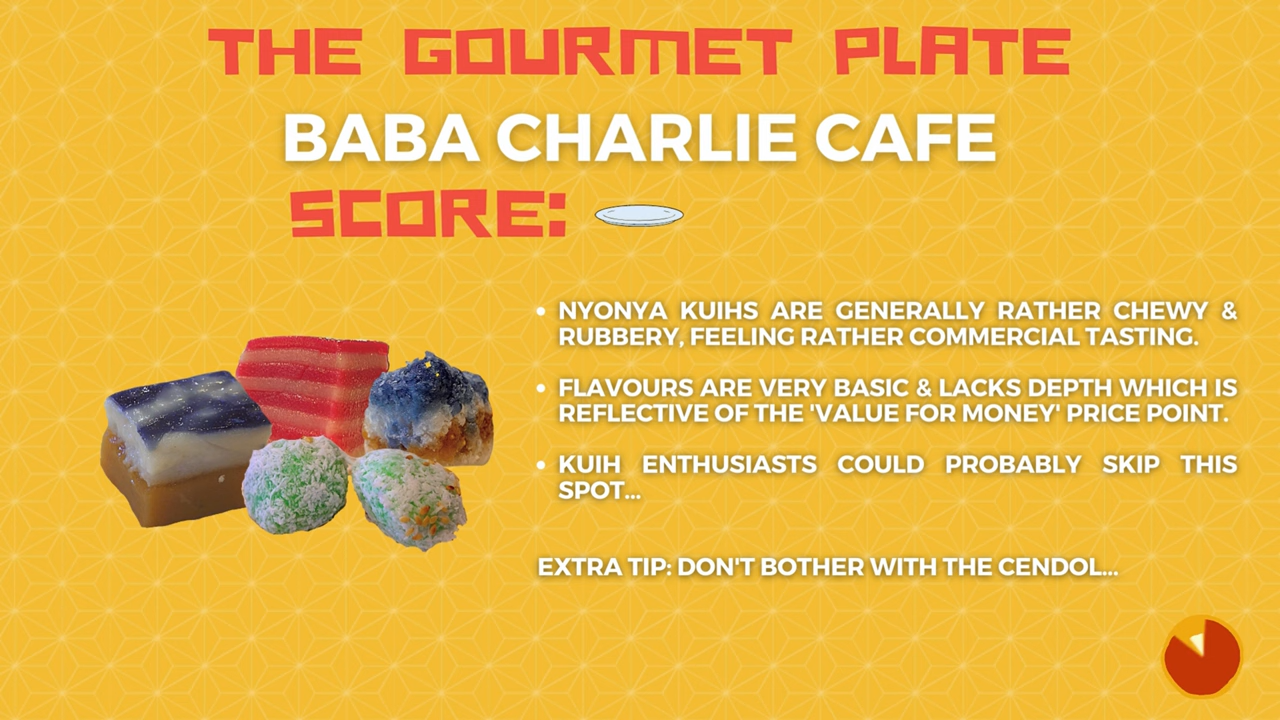 THE GOURMET PLATE
BABA CHARLIE CAFE
SCORE:
• NYONYA KUIHS ARE GENERALLY RATHER CHEWY &
RUBBERY, FEELING RATHER COMMERCIAL TASTING.
• FLAVOURS ARE VERY BASIC & LACKS DEPTH WHICH IS
REFLECTIVE OF THE 'VALUE FOR MONEY' PRICE POINT.
• KUIH ENTHUSIASTS COULD PROBABLY SKIP THIS
SPOT...
EXTRA TIP: DON'T BOTHER WITH THE CENDOL...